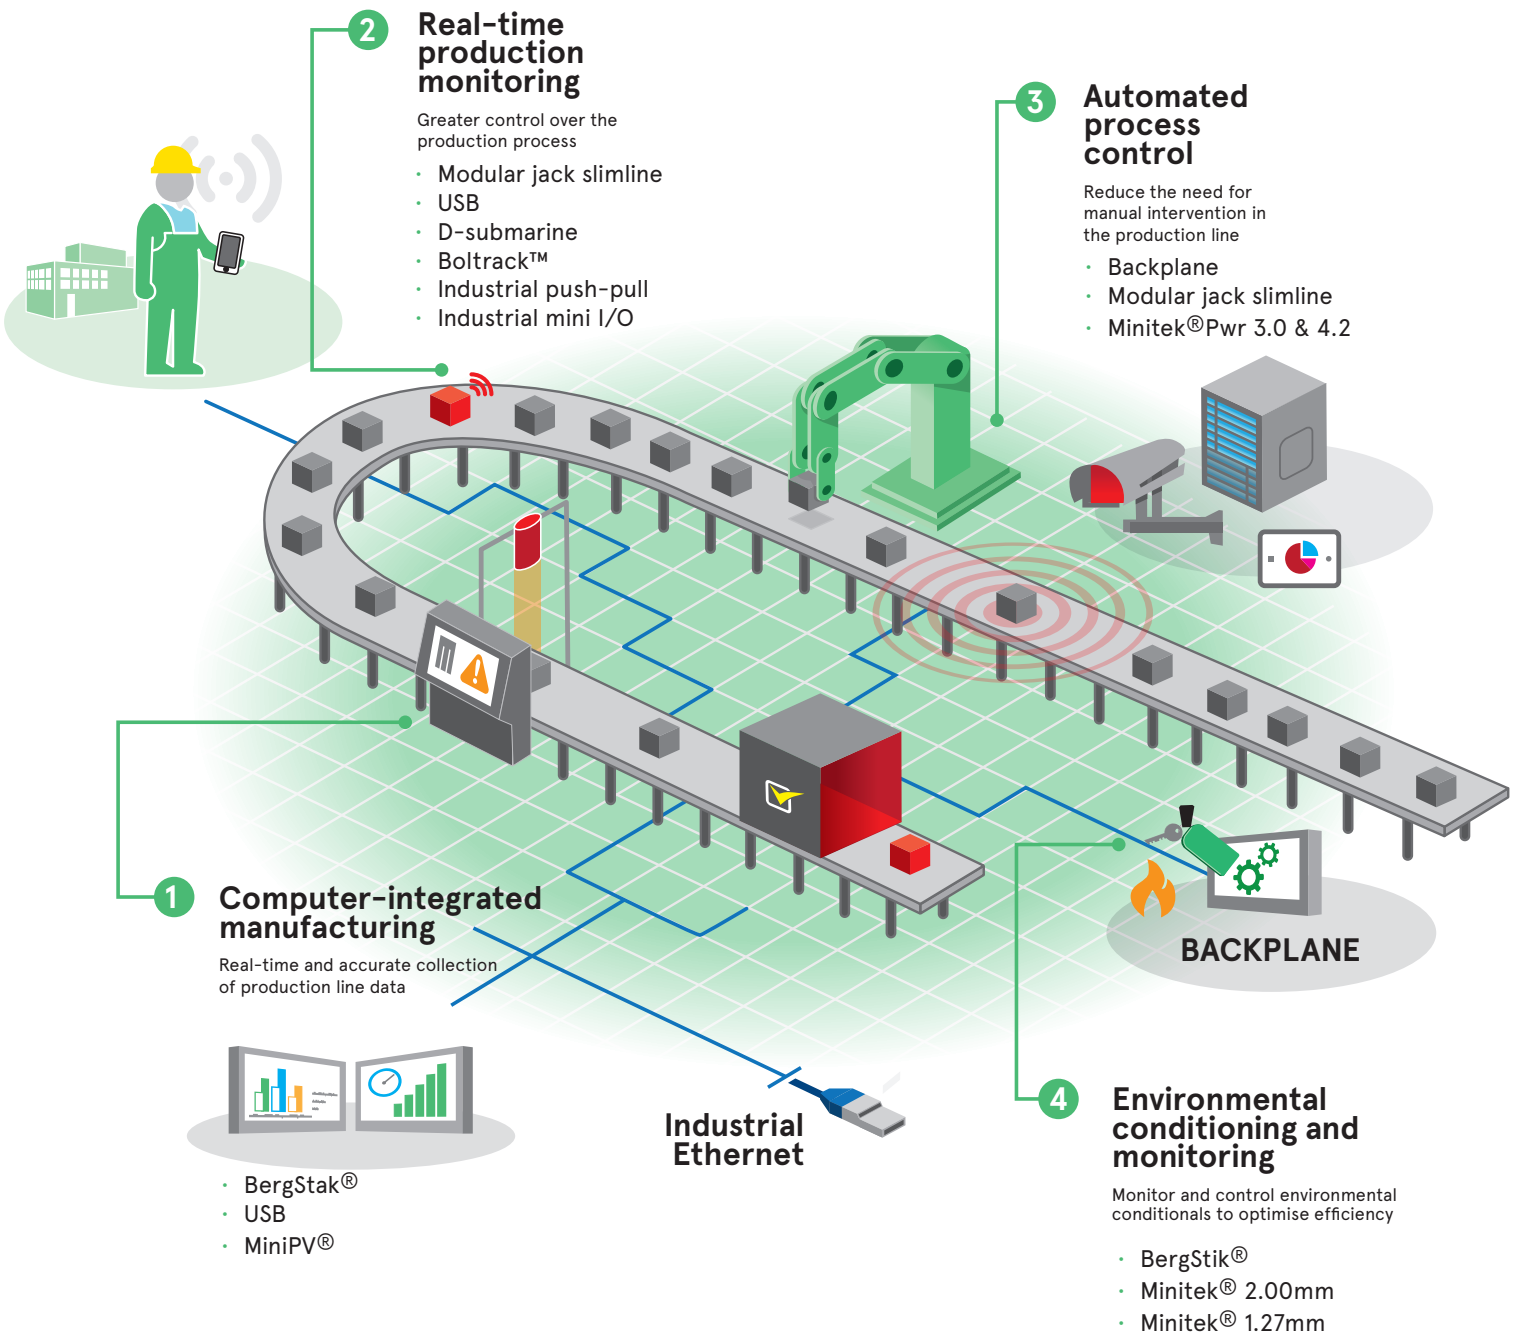 2
Real-time
production
monitoring
Greater control over the
production process
· Modular jack slimline
· USB
· D-submarine
· Boltrack™
· Industrial push-pull
· Industrial mini I/O
3
Automated
process
control
Reduce the need for
manual intervention in
the production line
· Backplane
· Modular jack slimline
· Minitek®Pwr 3.0 & 4.2
1
Computer-integrated
manufacturing
Real-time and accurate collection
of production line data
· BergStak®
· USB
· MiniPV®
Industrial
Ethernet
BACKPLANE
4
Environmental
conditioning and
monitoring
Monitor and control environmental
conditionals to optimise efficiency
· BergStik®
· Minitek® 2.00mm
· Minitek® 1.27mm